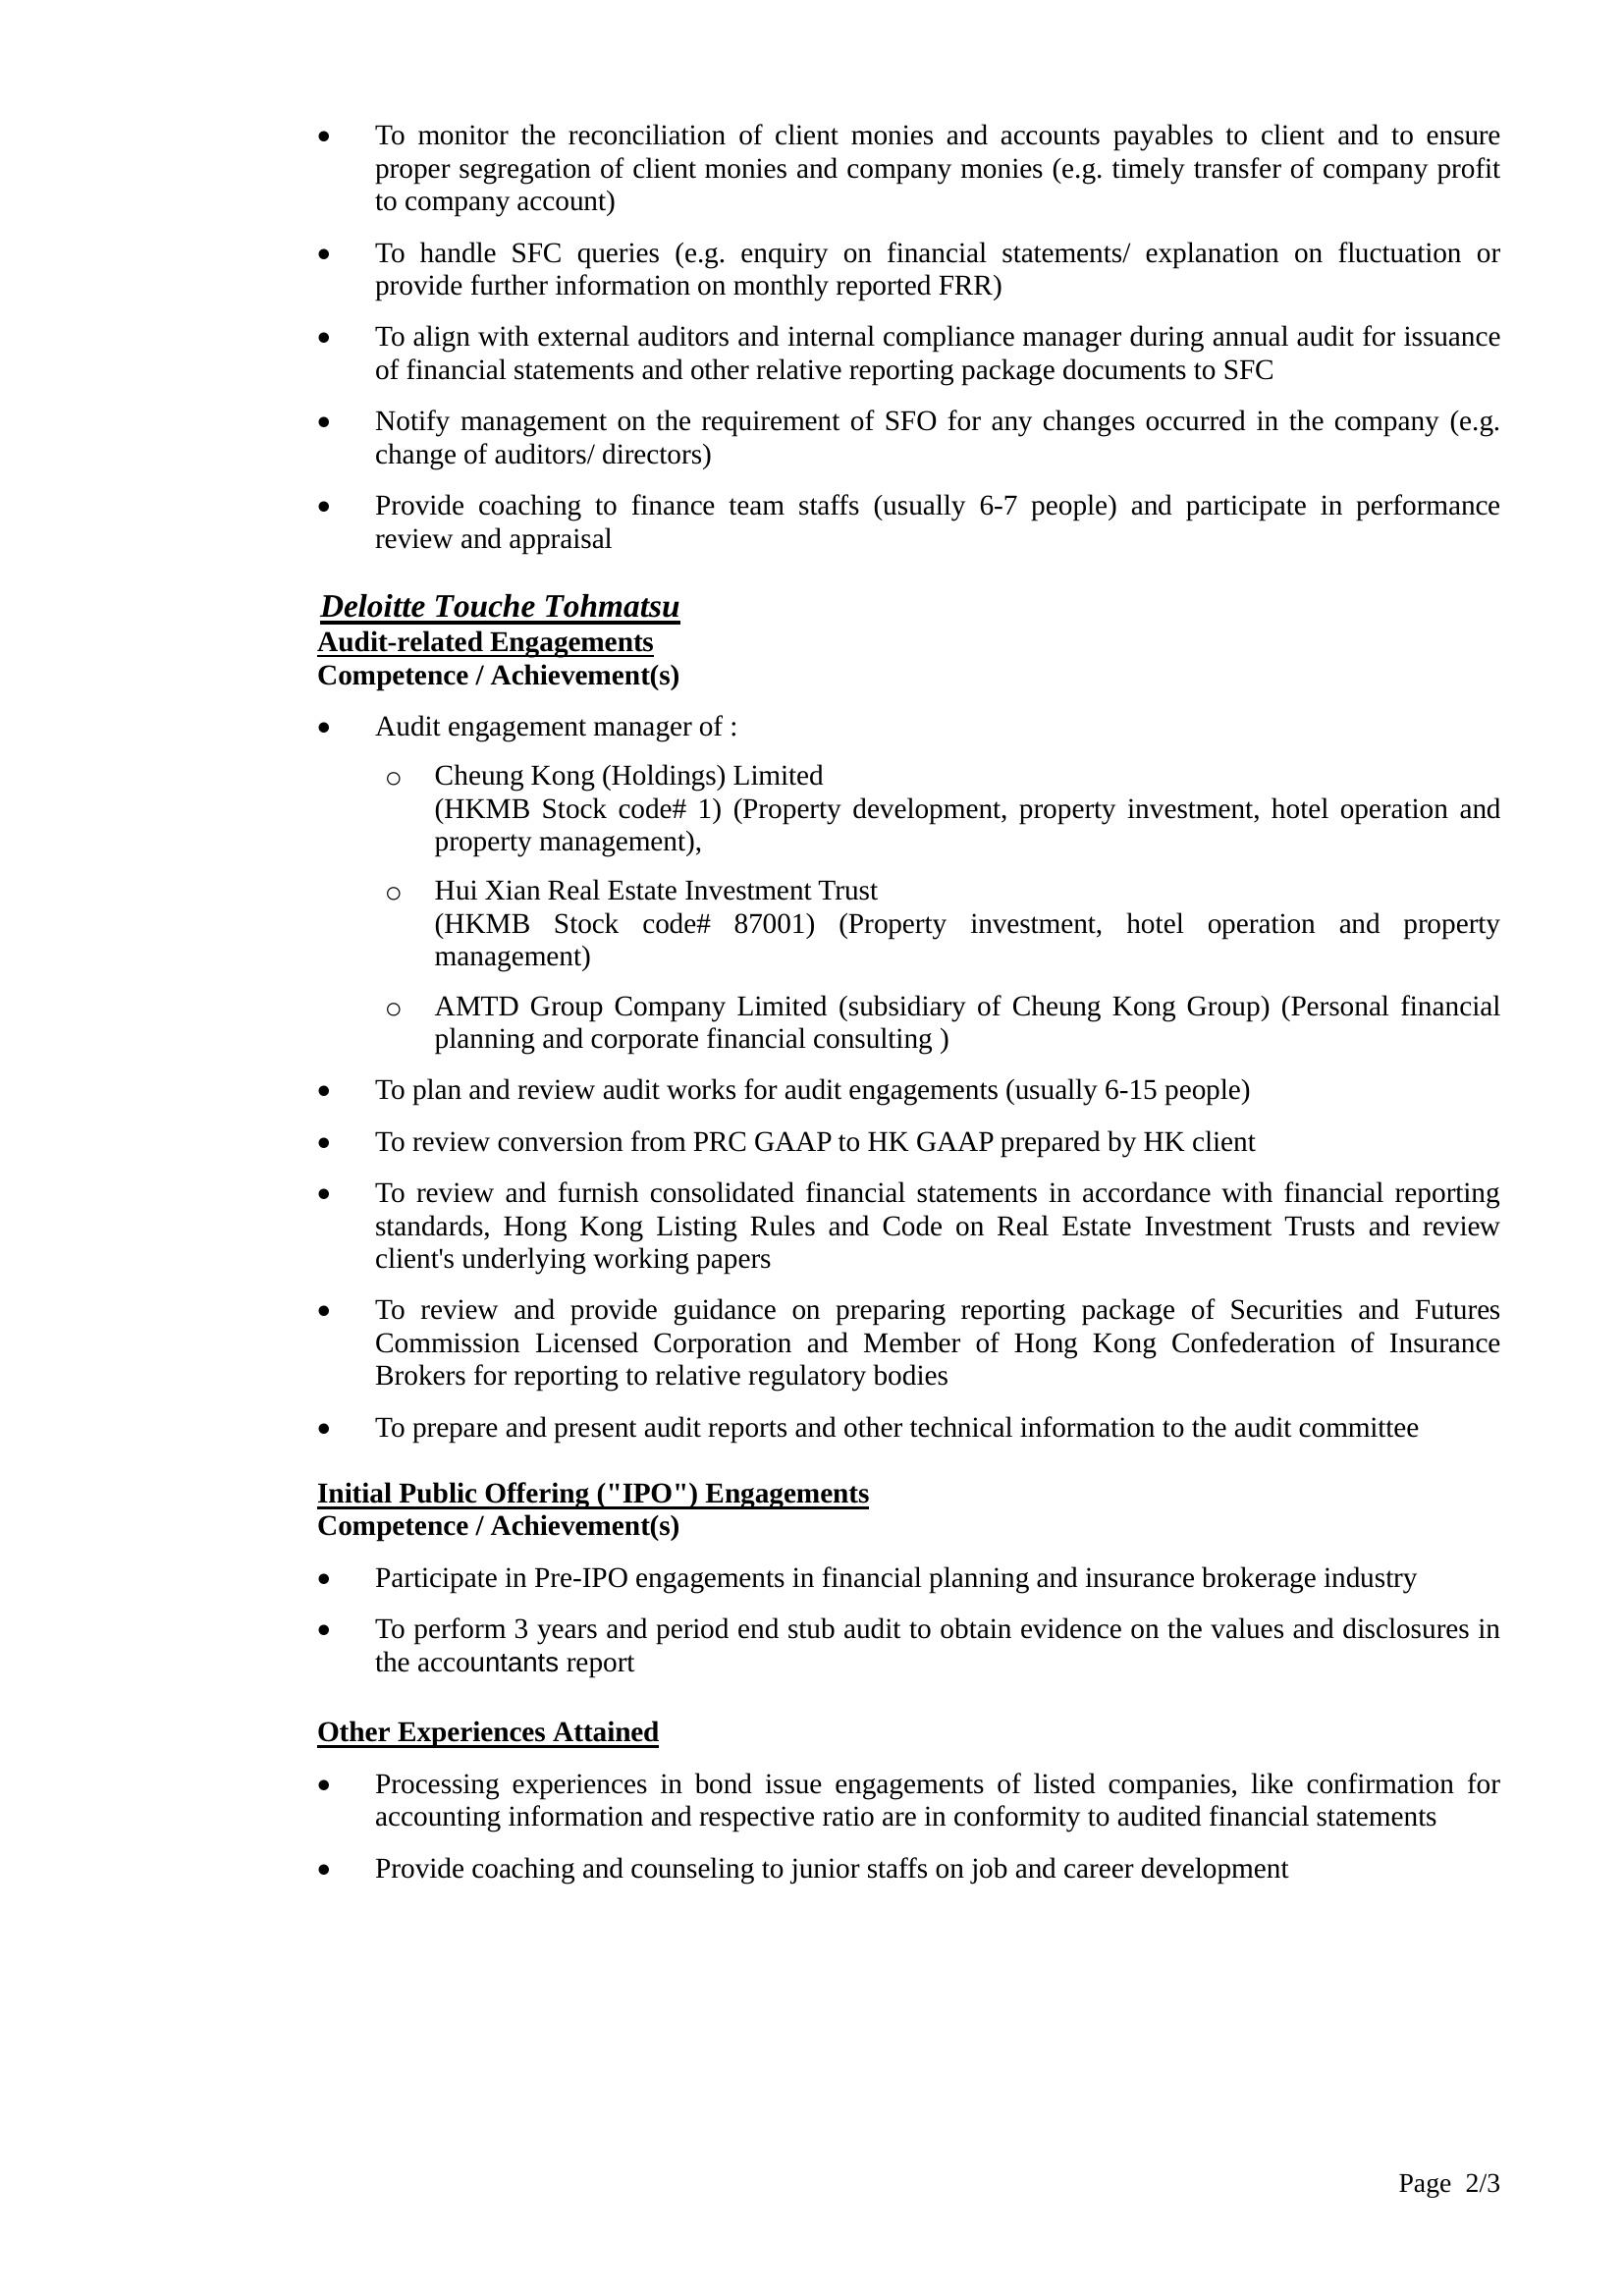 • To monitor the reconciliation of client monies and accounts payables to client and to ensure
proper segregation of client monies and company monies (e.g. timely transfer of company profit
to company account)
• To handle SFC queries (e.g. enquiry on financial statements/ explanation on fluctuation or
provide further information on monthly reported FRR)
• To align with external auditors and internal compliance manager during annual audit for issuance
of financial statements and other relative reporting package documents to SFC
• Notify management on the requirement of SFO for any changes occurred in the company (e.g.
change of auditors/ directors)
• Provide coaching to finance team staffs (usually 6-7 people) and participate in performance
review and appraisal
Deloitte Touche Tohmatsu
Audit-related Engagements
Competence / Achievement(s)
• Audit engagement manager of :
o Cheung Kong (Holdings) Limited
(HKMB Stock code# 1) (Property development, property investment, hotel operation and
property management),
o Hui Xian Real Estate Investment Trust
(HKMB Stock code# 87001) (Property investment, hotel operation and property
management)
o AMTD Group Company Limited (subsidiary of Cheung Kong Group) (Personal financial
planning and corporate financial consulting )
• To plan and review audit works for audit engagements (usually 6-15 people)
• To review conversion from PRC GAAP to HK GAAP prepared by HK client
• To review and furnish consolidated financial statements in accordance with financial reporting
standards, Hong Kong Listing Rules and Code on Real Estate Investment Trusts and review
client's underlying working papers
• To review and provide guidance on preparing reporting package of Securities and Futures
Commission Licensed Corporation and Member of Hong Kong Confederation of Insurance
Brokers for reporting to relative regulatory bodies
• To prepare and present audit reports and other technical information to the audit committee
Initial Public Offering ("IPO") Engagements
Competence / Achievement(s)
• Participate in Pre-IPO engagements in financial planning and insurance brokerage industry
• To perform 3 years and period end stub audit to obtain evidence on the values and disclosures in
the accountants report
Other Experiences Attained
• Processing experiences in bond issue engagements of listed companies, like confirmation for
accounting information and respective ratio are in conformity to audited financial statements
• Provide coaching and counseling to junior staffs on job and career development
Page 2/3